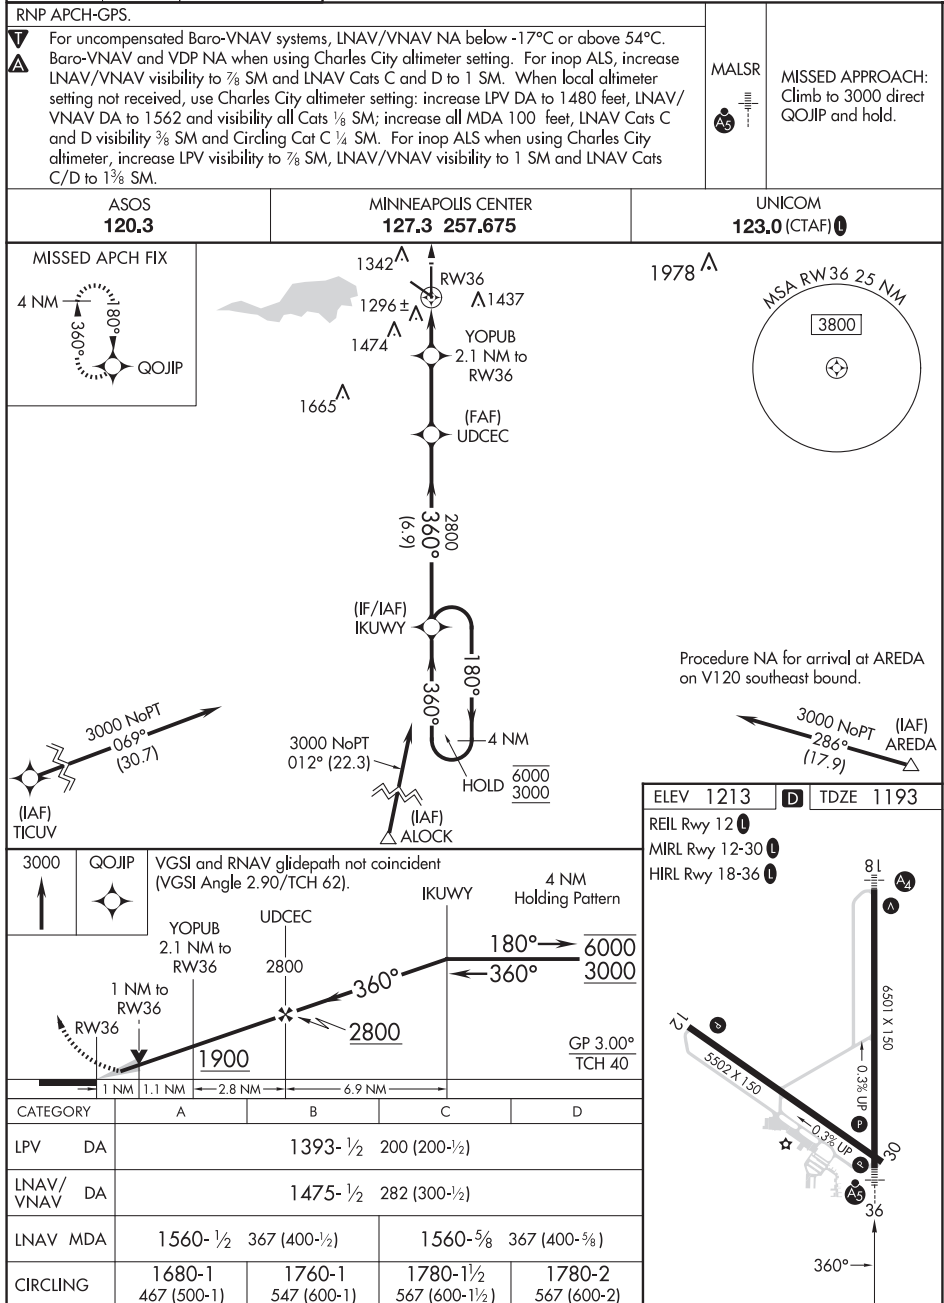 RNP APCH-GPS.
T
A
For uncompensated Baro-VNAV systems, LNAV/VNAV NA below -17°C or above 54°C.
Baro-VNAV and VDP NA when using Charles City altimeter setting. For inop ALS, increase
LNAV/VNAV visibility to ⅞ SM and LNAV Cats C and D to 1 SM. When local altimeter
setting not received, use Charles City altimeter setting: increase LPV DA to 1480 feet, LNAV/
VNAV DA to 1562 and visibility all Cats ⅛ SM; increase all MDA 100 feet, LNAV Cats C
and D visibility ⅜ SM and Circling Cat C ¼ SM. For inop ALS when using Charles City
altimeter, increase LPV visibility to ⅞ SM, LNAV/VNAV visibility to 1 SM and LNAV Cats
C/D to 1⅜ SM.
MALSR
A5
MISSED APPROACH:
Climb to 3000 direct
QOJIP and hold.
ASOS
120.3
MINNEAPOLIS CENTER
127.3 257.675
UNICOM
123.0 (CTAF) L
MISSED APCH FIX
4 NM
180°
360°
QOJIP
1342
RW36
1296±
1437
1474
YOPUB
2.1 NM to
RW36
1665
1978
MSA RW36 25 NM
3800
(FAF)
UDCEC
2800
360°
(6.9)
(IF/IAF)
IKUWY
180°
360°
4 NM
HOLD 6000
3000
Procedure NA for arrival at AREDA
on V120 southeast bound.
3000 NoPT
069°
(30.7)
(IAF)
TICUV
3000 NoPT
012° (22.3)
(IAF)
ALOCK
3000 NoPT
286°
(17.9)
(IAF)
AREDA
ELEV 1213 D TDZE 1193
REIL Rwy 12 L
MIRL Rwy 12-30 L
HIRL Rwy 18-36 L
18
A4
V
6501 X 150
12
P
5502 X 150
0.3% UP
P
0.3% UP
P
30
A5
36
360°
3000
QOJIP
VGSI and RNAV glidepath not coincident
(VGSI Angle 2.90/TCH 62).
IKUWY
4 NM
Holding Pattern
UDCEC
YOPUB
2.1 NM to
RW36
2800
180°
6000
360°
3000
360°
1 NM to
RW36
RW36
2800
1900
GP 3.00°
TCH 40
1 NM 1.1 NM 2.8 NM 6.9 NM
CATEGORY A B C D
LPV DA 1393-½ 200 (200-½)
LNAV/
VNAV DA 1475-½ 282 (300-½)
LNAV MDA 1560-½ 367 (400-½) 1560-⅝ 367 (400-⅝)
CIRCLING 1680-1 1760-1 1780-1½ 1780-2
467 (500-1) 547 (600-1) 567 (600-1½) 567 (600-2)